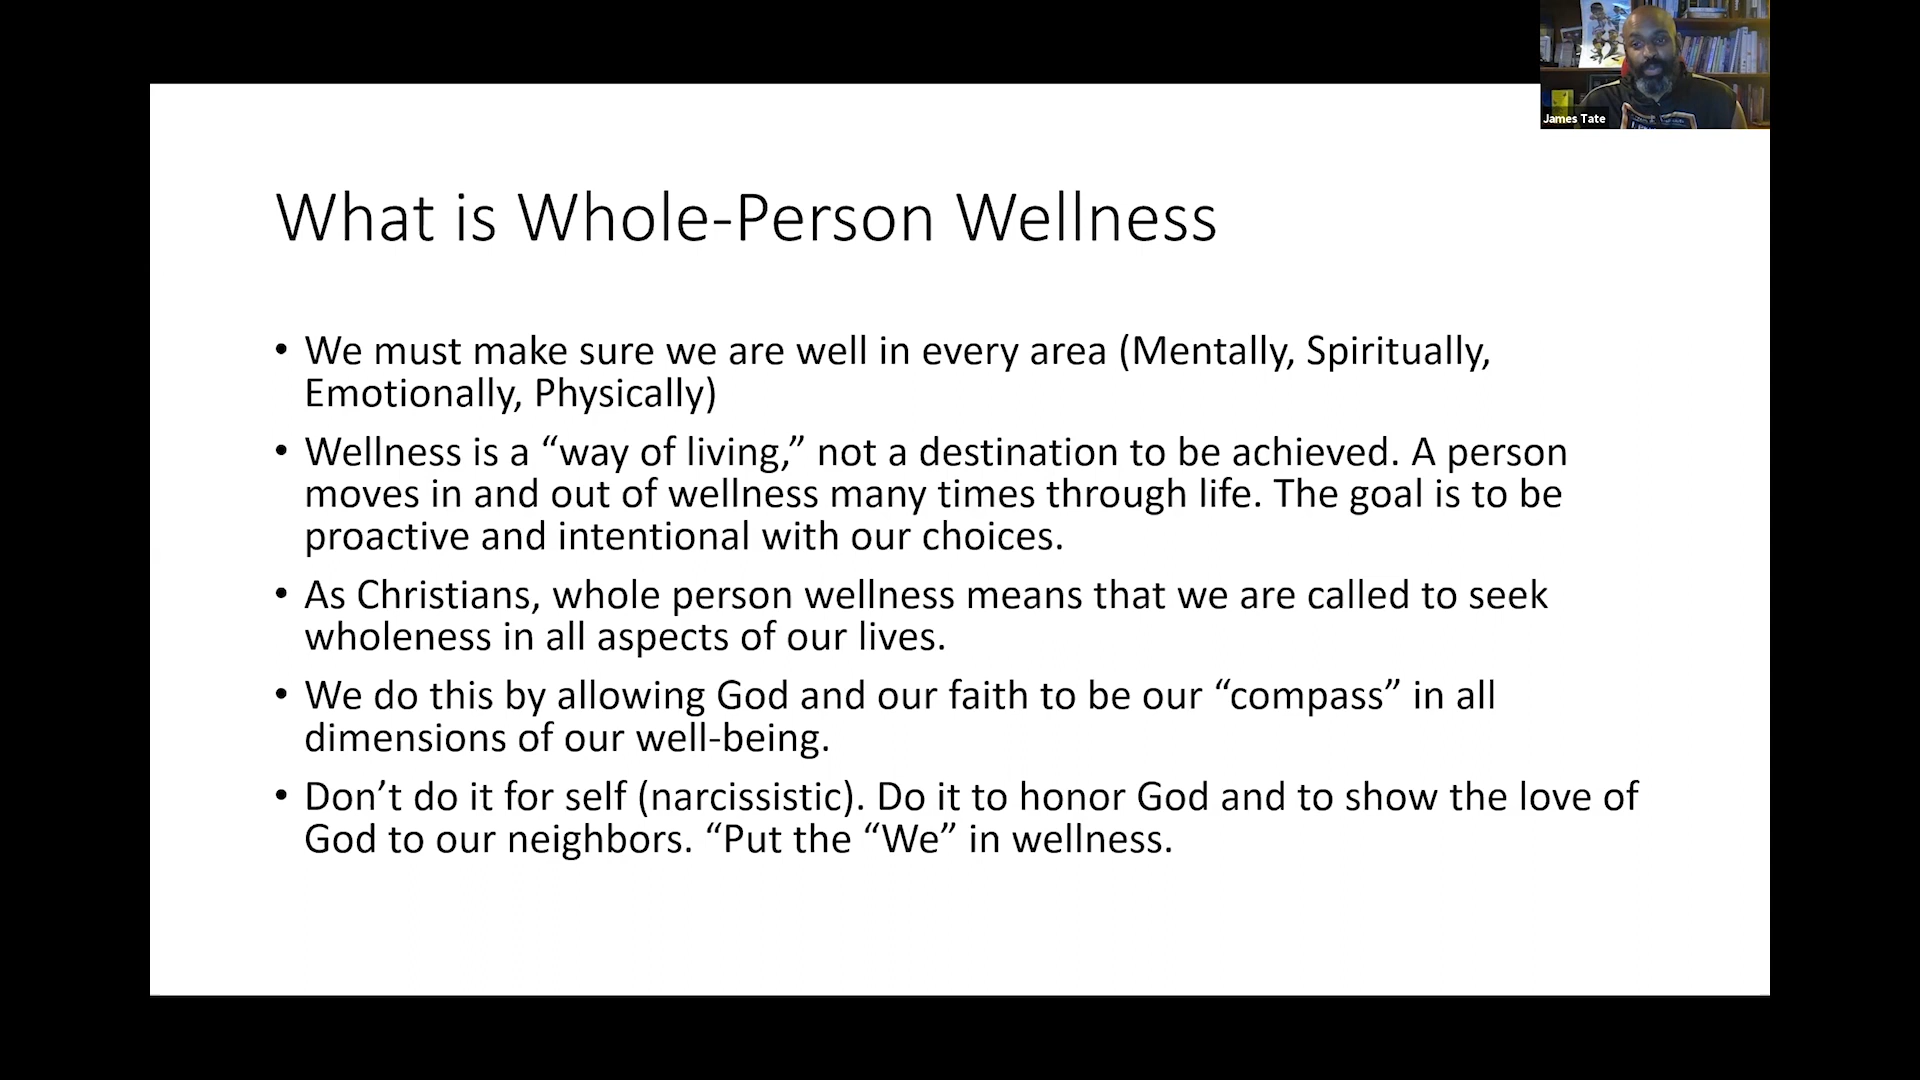 James Tate
What is Whole-Person Wellness
• We must make sure we are well in every area (Mentally, Spiritually,
Emotionally, Physically)
• Wellness is a “way of living,” not a destination to be achieved. A person
moves in and out of wellness many times through life. The goal is to be
proactive and intentional with our choices.
• As Christians, whole person wellness means that we are called to seek
wholeness in all aspects of our lives.
• We do this by allowing God and our faith to be our “compass” in all
dimensions of our well-being.
• Don’t do it for self (narcissistic). Do it to honor God and to show the love of
God to our neighbors. “Put the “We” in wellness.